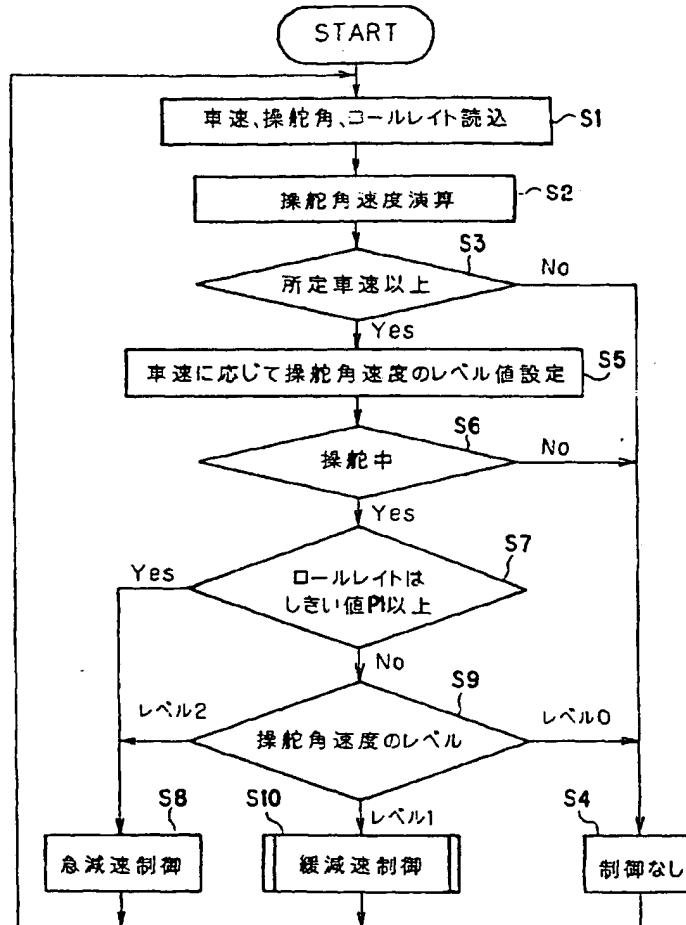 START
車速、操舵角、ロールレイト読込
S1
操舵角速度演算
S2
S3
所定車速以上
No
Yes
車速に応じて操舵角速度のレベル値設定
S5
S6
操舵中
No
Yes
S7
Yes
ロールレイトは
しきい値P1以上
No
S9
レベル2
操舵角速度のレベル
レベル0
レベル1
S8
急減速制御
S10
緩減速制御
S4
制御なし